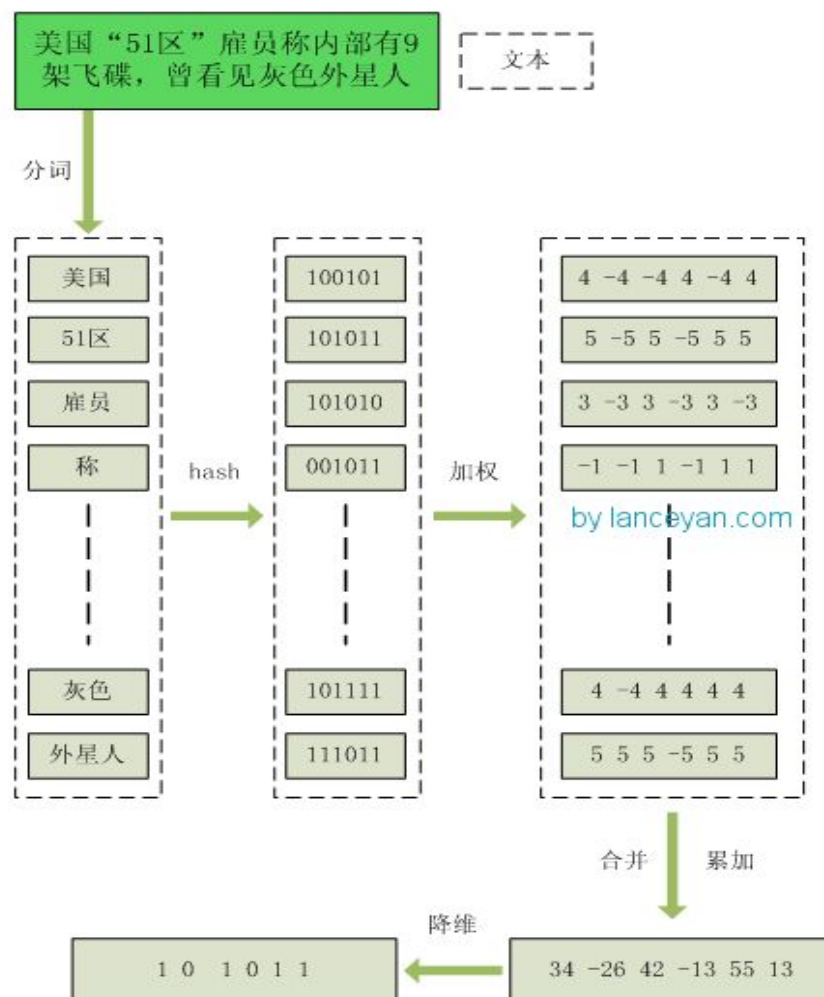 美国“51区”雇员称内部有9
架飞碟，曾看见灰色外星人
文本
分词
美国
51区
雇员
称
灰色
外星人
hash
100101
101011
101010
001011
101111
111011
加权
4 -4 -4 4 -4 4
5 -5 5 -5 5 5
3 -3 3 -3 3 -3
-1 -1 1 -1 1 1
by lanceyan.com
4 -4 4 4 4 4
5 5 5 -5 5 5
合并 累加
34 -26 42 -13 55 13
降维
1 0 1 0 1 1